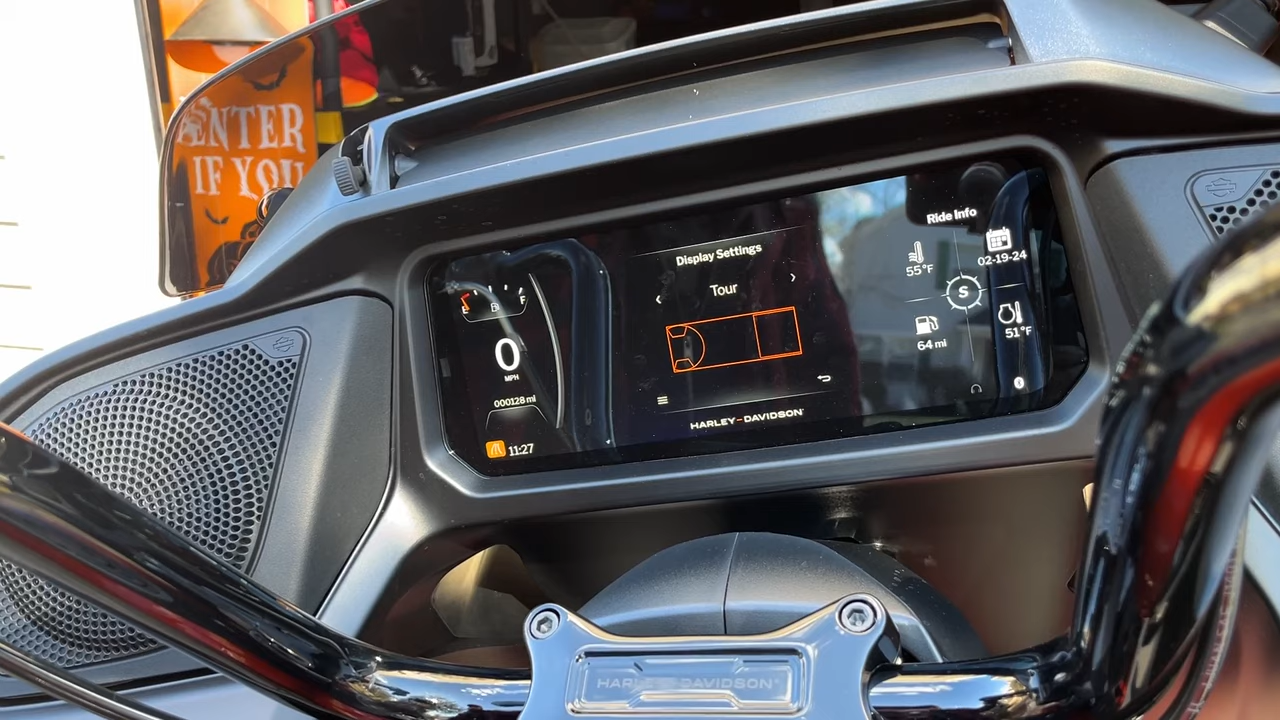 ENTER
IF YOU
Display Settings
Tour
E
F
0
MPH
000128 mi
11:27
HARLEY-DAVIDSON
Ride Info
55°F
02-19-24
S
64 mi
51°F
HARLEY-DAVIDSON